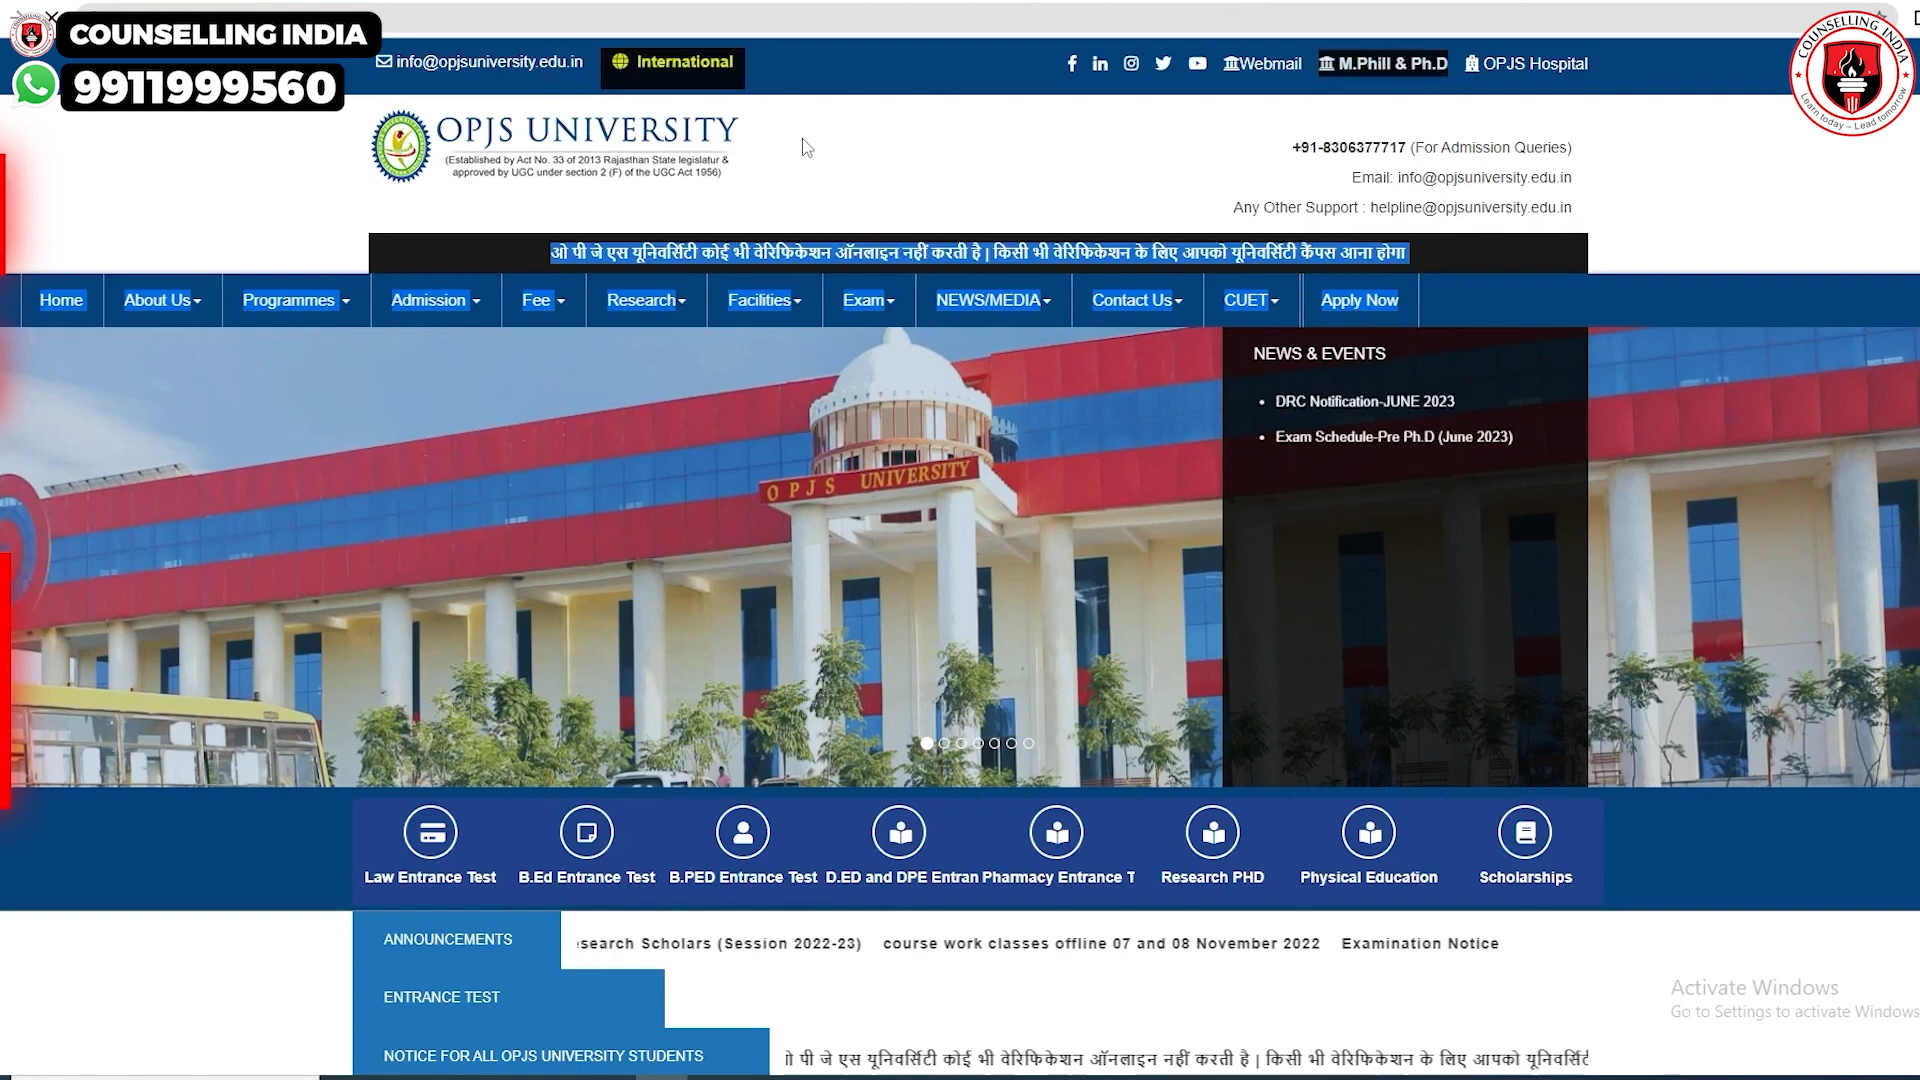 COUNSELLING INDIA
9911999560
info@opjsuniversity.edu.in
International
Webmail
M.Phill & Ph.D
OPJS Hospital
COUNSELLING INDIA
Learn today – Lead tomorrow
OPJS UNIVERSITY
(Established by Act No. 33 of 2013 Rajasthan State legislatur &
approved by UGC under section 2 (F) of the UGC Act 1956)
+91-8306377717 (For Admission Queries)
Email: info@opjsuniversity.edu.in
Any Other Support : helpline@opjsuniversity.edu.in
ओ पी जे एस यूनिवर्सिटी कोई भी वेरिफिकेशन ऑनलाइन नहीं करती है | किसी भी वेरिफिकेशन के लिए आपको यूनिवर्सिटी कैंपस आना होगा
Home
About Us
Programmes
Admission
Fee
Research
Facilities
Exam
NEWS/MEDIA
Contact Us
CUET
Apply Now
NEWS & EVENTS
DRC Notification-JUNE 2023
Exam Schedule-Pre Ph.D (June 2023)
OPJS UNIVERSITY
Law Entrance Test
B.Ed Entrance Test
B.PED Entrance Test
D.ED and DPE Entran
Pharmacy Entrance T
Research PHD
Physical Education
Scholarships
ANNOUNCEMENTS
esearch Scholars (Session 2022-23) course work classes offline 07 and 08 November 2022 Examination Notice
ENTRANCE TEST
Activate Windows
Go to Settings to activate Windows
NOTICE FOR ALL OPJS UNIVERSITY STUDENTS
पी जे एस यूनिवर्सिटी कोई भी वेरिफिकेशन ऑनलाइन नहीं करती है | किसी भी वेरिफिकेशन के लिए आपको